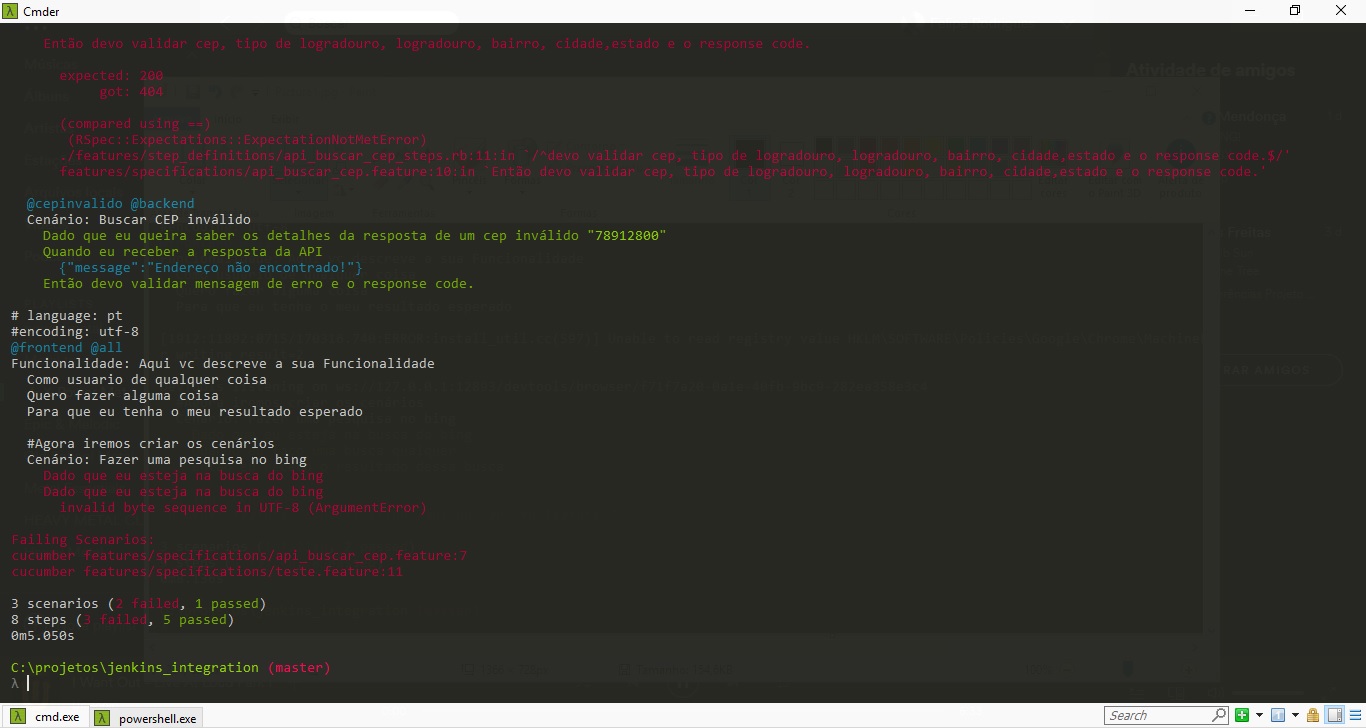 Cmder
Então devo validar cep, tipo de logradouro, logradouro, bairro, cidade,estado e o response code.
Atividade de amigos
expected: 200
got: 404
(compared using ==)
(RSpec::Expectations::ExpectationNotMetError)
./features/step_definitions/api_buscar_cep_steps.rb:11:in `/^devo validar cep, tipo de logradouro, logradouro, bairro, cidade,estado e o response code.$/'
features/specifications/api_buscar_cep.feature:10:in `Então devo validar cep, tipo de logradouro, logradouro, bairro, cidade,estado e o response code.'
@cepinvalido @backend
Cenário: Buscar CEP inválido
Dado que eu queira saber os detalhes da resposta de um cep inválido "78912800"
Quando eu receber a resposta da API
{"message":"Endereço não encontrado!"}
Então devo validar mensagem de erro e o response code.
# language: pt
#encoding: utf-8
@frontend @all
Funcionalidade: Aqui vc descreve a sua Funcionalidade
Como usuario de qualquer coisa
Quero fazer alguma coisa
Para que eu tenha o meu resultado esperado
#Agora iremos criar os cenários
Cenário: Fazer uma pesquisa no bing
Dado que eu esteja na busca do bing
Dado que eu esteja na busca do bing
invalid byte sequence in UTF-8 (ArgumentError)
Failing Scenarios:
cucumber features/specifications/api_buscar_cep.feature:7
cucumber features/specifications/teste.feature:11
3 scenarios (2 failed, 1 passed)
8 steps (3 failed, 5 passed)
0m5.050s
C:\projetos\jenkins_integration (master)
λ
cmd.exe
powershell.exe
Search